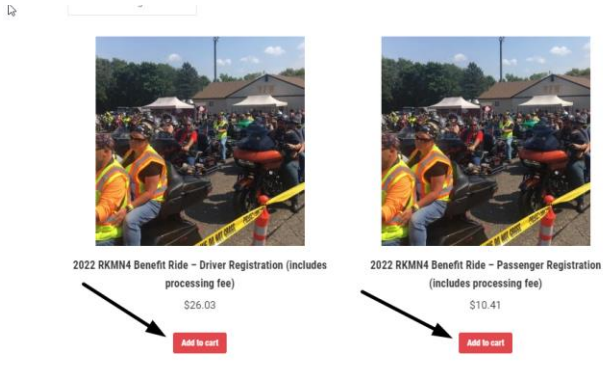 2022 RKMN4 Benefit Ride – Driver Registration (includes
processing fee)
$26.03
Add to cart
2022 RKMN4 Benefit Ride – Passenger Registration
(includes processing fee)
$10.41
Add to cart